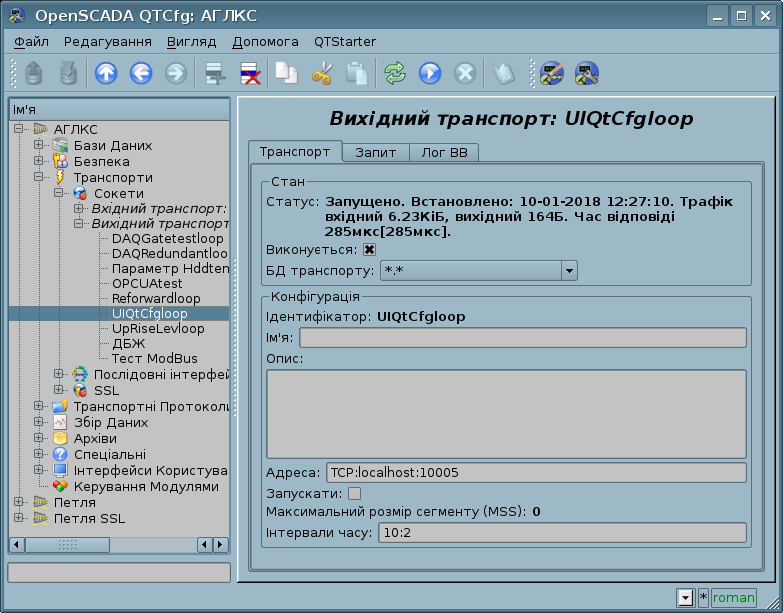 OpenSCADA QTCfg: АГЛКС
Файл Редагування Вигляд Допомога QTStarter
Ім'я
АГЛКС
Бази Даних
Безпека
Транспорти
Сокети
Вхідний транспорт:
Вихідний транспорт
DAQGatetestloop
DAQRedundantloo
Параметр Hddtem
OPCUAtest
Reforwardloop
UIQtCfgloop
UpRiseLevloop
ДБЖ
Тест ModBus
Послідовні інтерфей
SSL
Транспортні Протоколи
Збір Даних
Архіви
Спеціальні
Інтерфейси Користува
Керування Модулями
Петля
Петля SSL
Вихідний транспорт: UIQtCfgloop
Транспорт Запит Лог ВВ
Стан
Статус: Запущено. Встановлено: 10-01-2018 12:27:10. Трафік
вхідний 6.23КіБ, вихідний 164Б. Час відповіді
285мкс[285мкс].
Виконується:
БД транспорту: *.*
Конфігурація
Ідентифікатор: UIQtCfgloop
Ім'я:
Опис:
Адреса: TCP:localhost:10005
Запускати:
Максимальний розмір сегменту (MSS): 0
Інтервали часу: 10:2
* roman